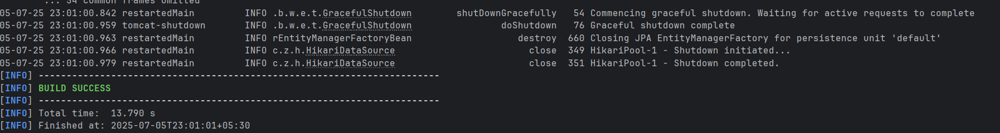 ... 54 common frames omitted
05-07-25 23:01:00.842 restartedMain INFO .b.w.e.t.GracefulShutdown shutDownGracefully 54 Commencing graceful shutdown. Waiting for active requests to complete
05-07-25 23:01:00.959 tomcat-shutdown INFO .b.w.e.t.GracefulShutdown doShutdown 76 Graceful shutdown complete
05-07-25 23:01:00.963 restartedMain INFO rEntityManagerFactoryBean destroy 660 Closing JPA EntityManagerFactory for persistence unit 'default'
05-07-25 23:01:00.966 restartedMain INFO c.z.h.HikariDataSource close 349 HikariPool-1 - Shutdown initiated...
05-07-25 23:01:00.979 restartedMain INFO c.z.h.HikariDataSource close 351 HikariPool-1 - Shutdown completed.
[INFO] ------------------------------------------------------------------------
[INFO] BUILD SUCCESS
[INFO] ------------------------------------------------------------------------
[INFO] Total time:  13.790 s
[INFO] Finished at: 2025-07-05T23:01:01+05:30